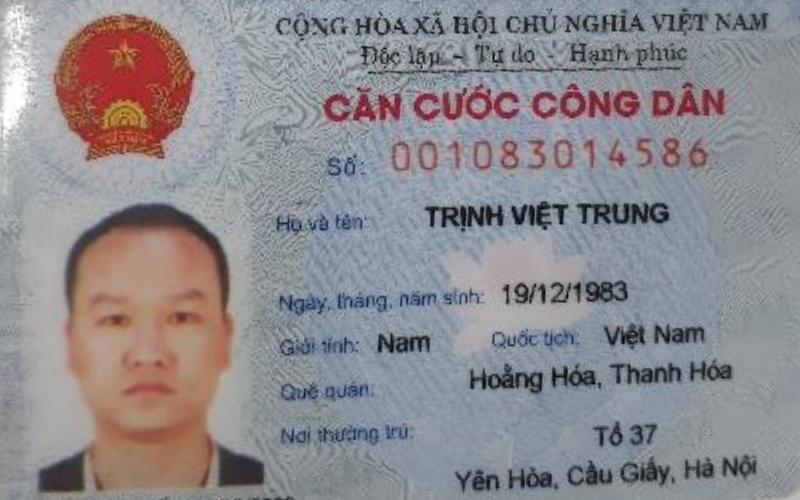 CỘNG HÒA XÃ HỘI CHỦ NGHĨA VIỆT NAM
Độc lập - Tự do - Hạnh phúc
CĂN CƯỚC CÔNG DÂN
Số: 001083014586
Họ và tên: TRỊNH VIỆT TRUNG
Ngày, tháng, năm sinh: 19/12/1983
Giới tính: Nam Quốc tịch: Việt Nam
Quê quán: Hoằng Hóa, Thanh Hóa
Nơi thường trú: Tổ 37
Yên Hòa, Cầu Giấy, Hà Nội